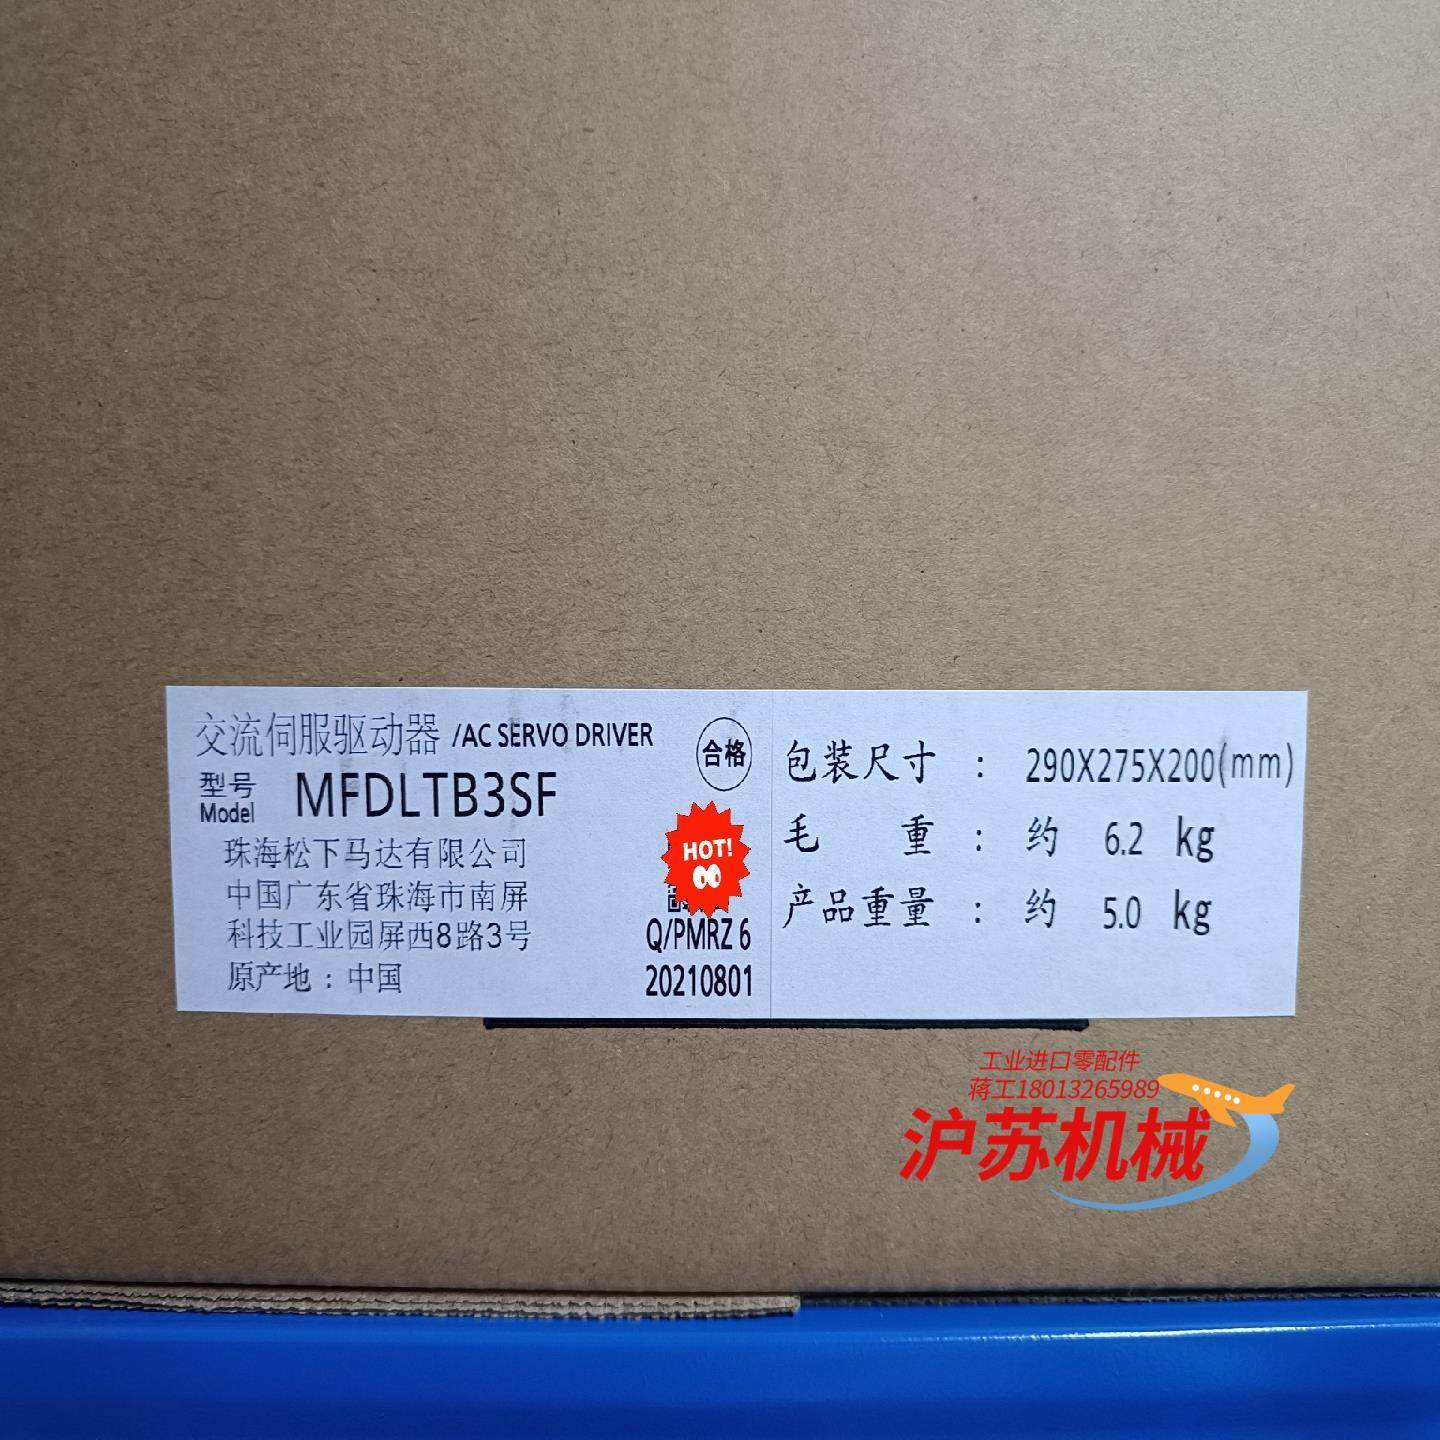 交流伺服驱动器 /AC SERVO DRIVER
合格
型号
Model
MFDLTB3SF
珠海松下马达有限公司
中国广东省珠海市南屏
科技工业园屏西8路3号
原产地 : 中国
HOT!
Q/PMRZ 6
20210801
包装尺寸 : 290X275X200(mm)
毛 重 : 约 6.2 kg
产品重量 : 约 5.0 kg
工业进口零配件
蒋工18013265989
沪苏机械